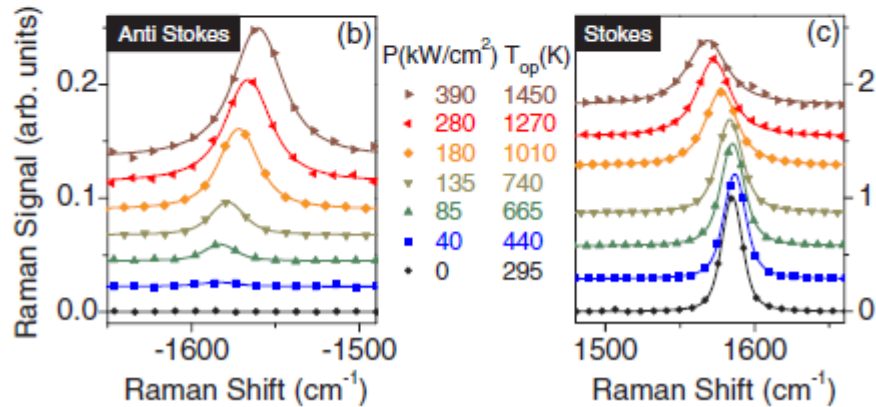 Anti Stokes
(b)
Raman Signal (arb. units)
0.2
0.1
0.0
-1600
-1500
Raman Shift (cm⁻¹)
P(kW/cm²) T_op(K)
390 1450
280 1270
180 1010
135 740
85 665
40 440
0 295
Stokes
(c)
2
1
0
1500
1600
Raman Shift (cm⁻¹)